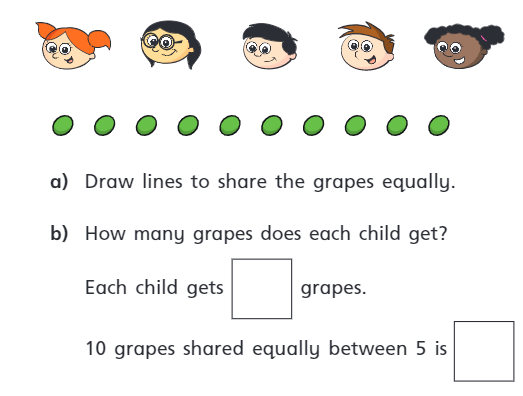 a) Draw lines to share the grapes equally.
b) How many grapes does each child get?
Each child gets grapes.
10 grapes shared equally between 5 is